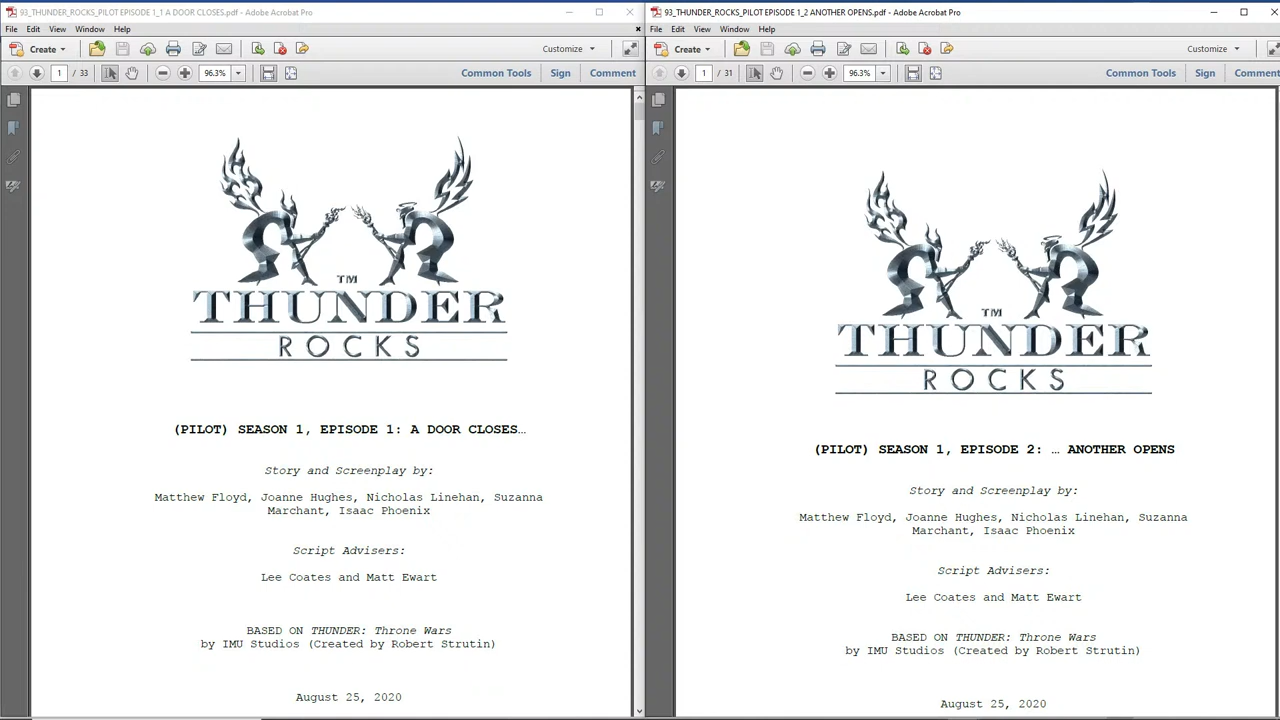 93_THUNDER_ROCKS_PILOT EPISODE 1_1 A DOOR CLOSES.pdf - Adobe Acrobat Pro
File Edit View Window Help
Create
Customize
1 / 33
96.3%
Common Tools
Sign
Comment
TM
THUNDER
ROCKS
(PILOT) SEASON 1, EPISODE 1: A DOOR CLOSES…
Story and Screenplay by:
Matthew Floyd, Joanne Hughes, Nicholas Linehan, Suzanna
Marchant, Isaac Phoenix
Script Advisers:
Lee Coates and Matt Ewart
BASED ON THUNDER: Throne Wars
by IMU Studios (Created by Robert Strutin)
August 25, 2020
93_THUNDER_ROCKS_PILOT EPISODE 1_2 ANOTHER OPENS.pdf - Adobe Acrobat Pro
File Edit View Window Help
Create
Customize
1 / 31
96.3%
Common Tools
Sign
Comment
TM
THUNDER
ROCKS
(PILOT) SEASON 1, EPISODE 2: … ANOTHER OPENS
Story and Screenplay by:
Matthew Floyd, Joanne Hughes, Nicholas Linehan, Suzanna
Marchant, Isaac Phoenix
Script Advisers:
Lee Coates and Matt Ewart
BASED ON THUNDER: Throne Wars
by IMU Studios (Created by Robert Strutin)
August 25, 2020